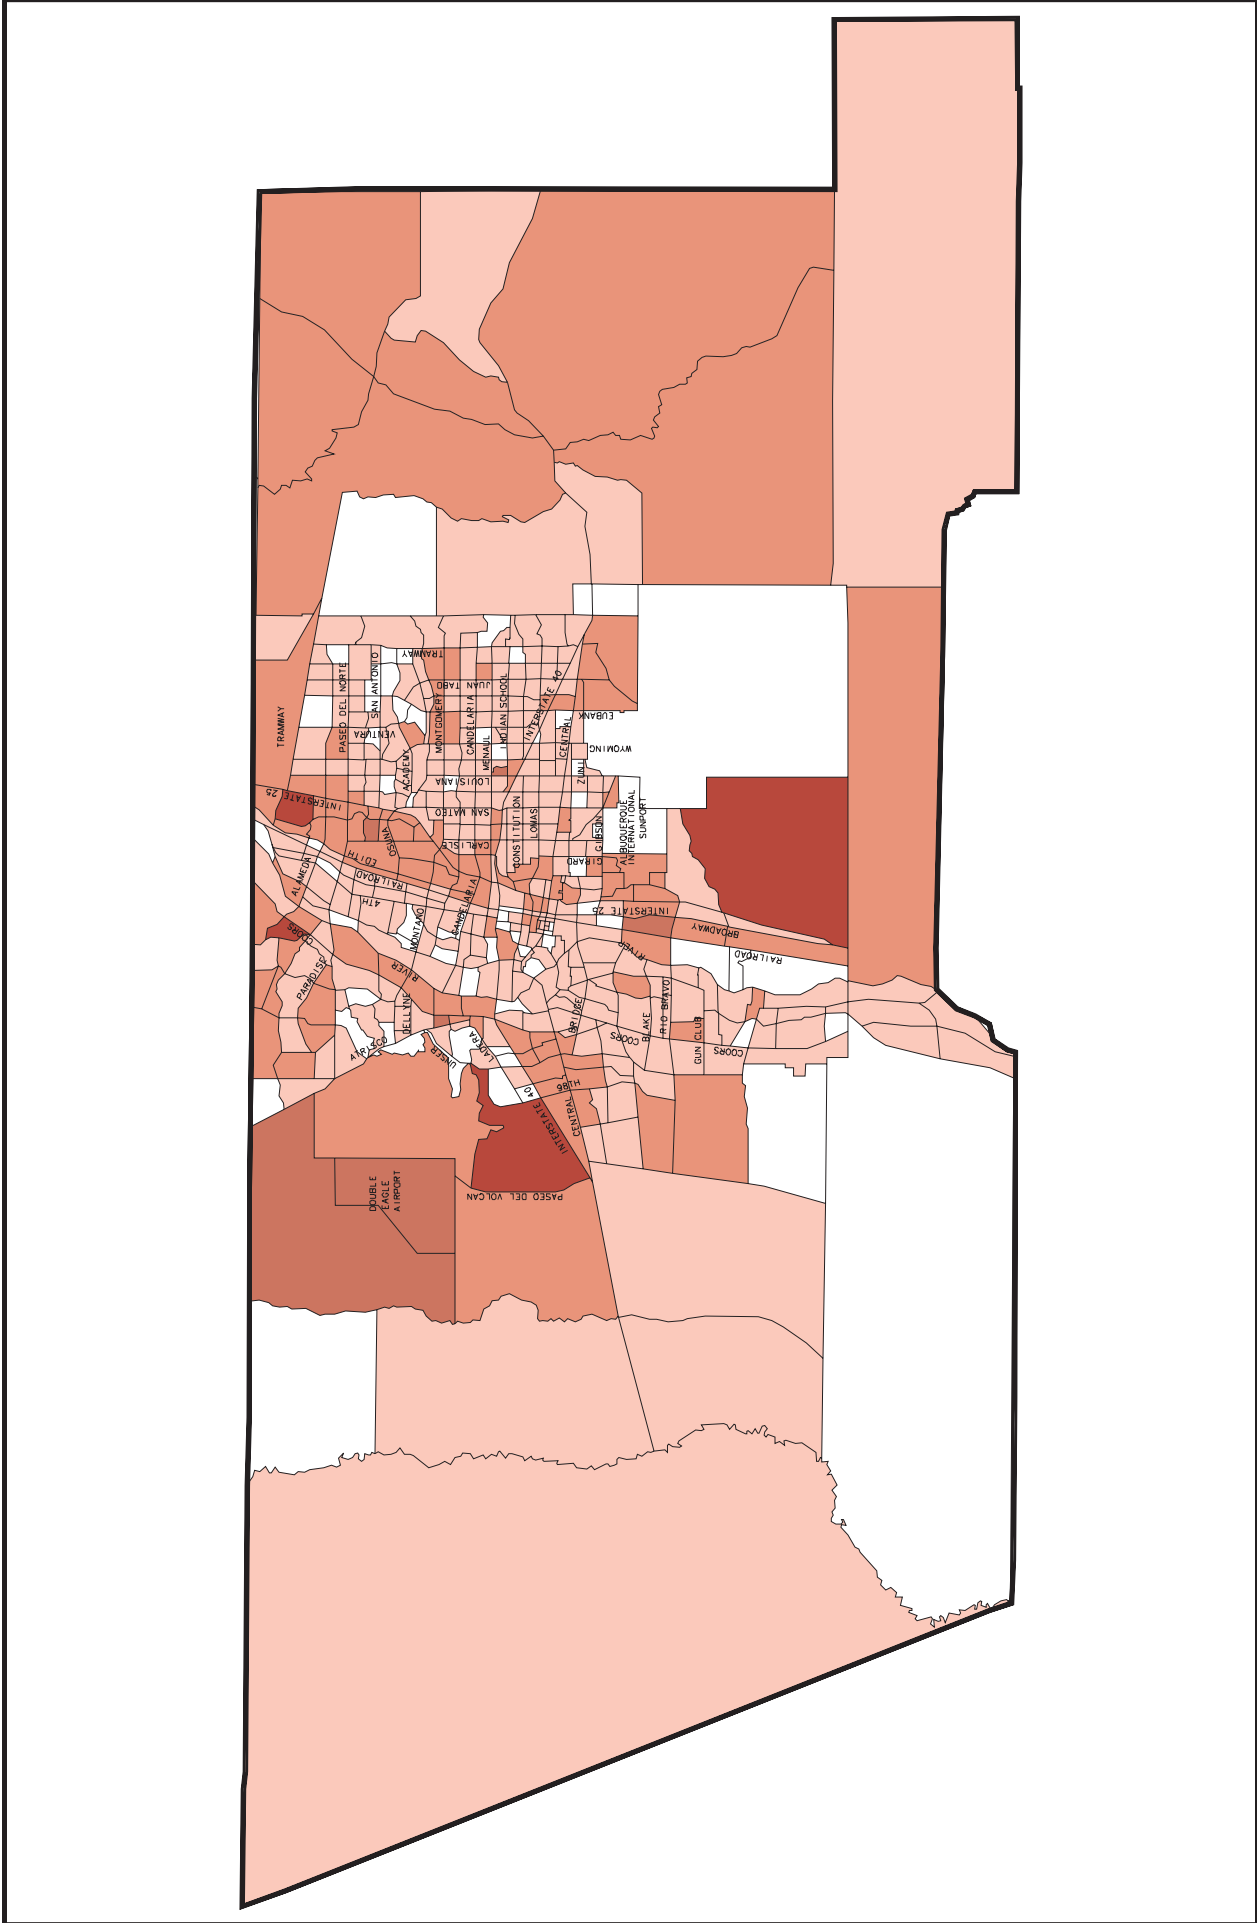 TRAMWAY
TRAMWAY
PASEO DEL NORTE
SAN ANTONIO
JUAN TABO
MONTGOMERY
CANDELARIA
INDIAN SCHOOL
INTERSTATE 40
EUBANK
CENTRAL
VENTURA
MENAUL
WYOMING
ACADEMY
ZUNI
LOUISIANA
INTERSTATE 25
SAN MATEO
CONSTITUTION
LOMAS
GIBSON
ALBUQUERQUE
INTERNATIONAL
SUNPORT
OSUNA
CARLISLE
EDITH
GIRARD
ALAMEDA
RAILROAD
4TH
CANDELARIA
INTERSTATE 25
MONTANO
BROADWAY
COORS
RIVER
RAILROAD
PARADISE
RIVER
DELLYNE
BRIDGE
BLAKE
RIO BRAVO
GUN CLUB
COORS
COORS
ATRISCO
UNSER
LADERA
98TH
INTERSTATE
40
CENTRAL
DOUBLE
EAGLE
AIRPORT
PASEO DEL VOLCAN